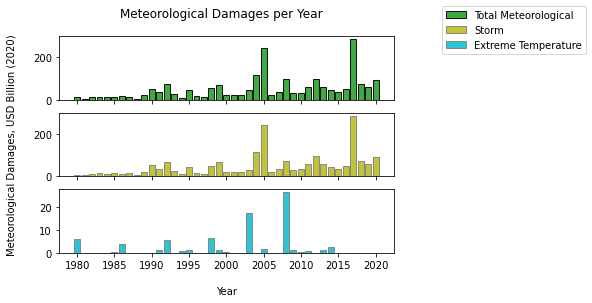 Meteorological Damages per Year
Total Meteorological
Storm
Extreme Temperature
Meteorological Damages, USD Billion (2020)
200
0
200
0
20
10
0
1980 1985 1990 1995 2000 2005 2010 2015 2020
Year